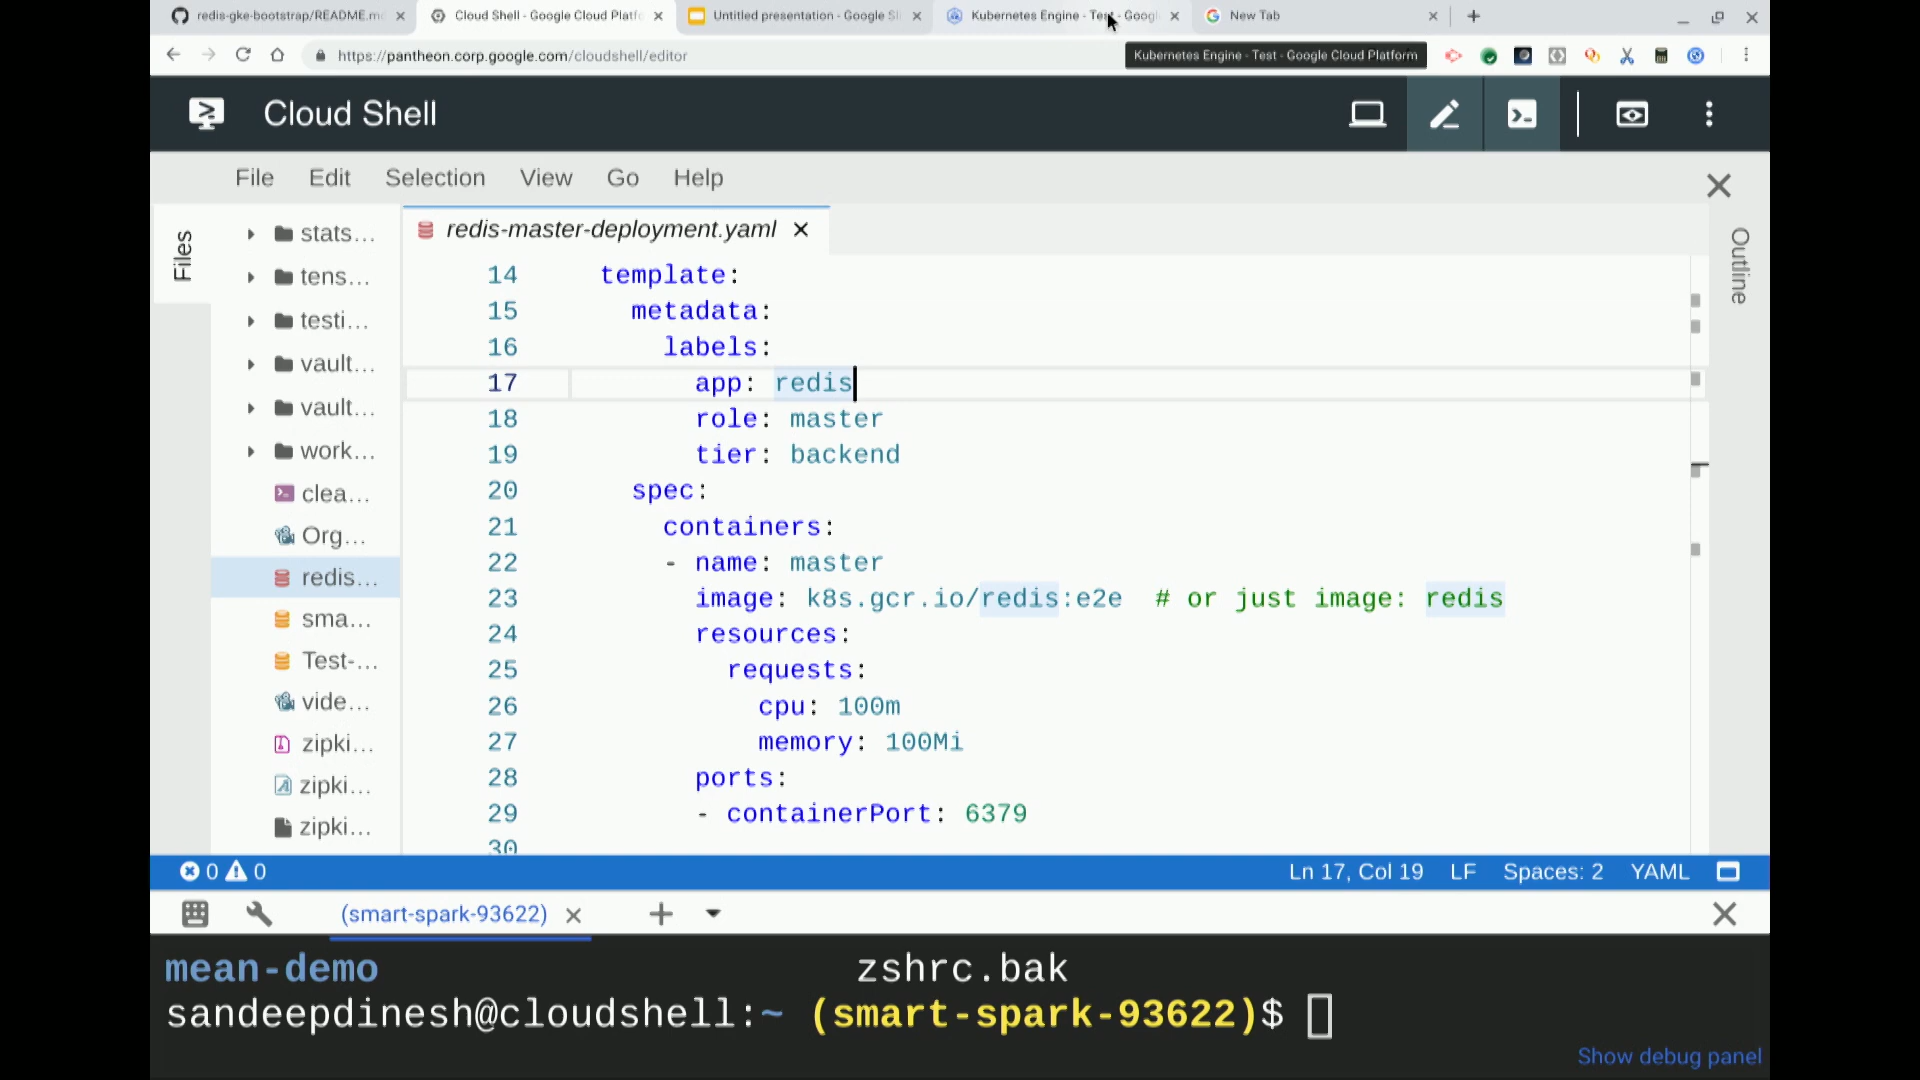 redis-gke-bootstrap/README.m
Cloud Shell - Google Cloud Platf
Untitled presentation - Google Sl
Kubernetes Engine - Test - Googl
New Tab
https://pantheon.corp.google.com/cloudshell/editor
Kubernetes Engine - Test - Google Cloud Platform
Cloud Shell
File Edit Selection View Go Help
Files
Outline
stats...
tens...
testi...
vault...
vault...
work...
clea...
Org...
redis...
sma...
Test-...
vide...
zipki...
zipki...
zipki...
redis-master-deployment.yaml
14 template:
15 metadata:
16 labels:
17 app: redis
18 role: master
19 tier: backend
20 spec:
21 containers:
22 - name: master
23 image: k8s.gcr.io/redis:e2e # or just image: redis
24 resources:
25 requests:
26 cpu: 100m
27 memory: 100Mi
28 ports:
29 - containerPort: 6379
30
0 0 Ln 17, Col 19 LF Spaces: 2 YAML
(smart-spark-93622)
mean-demo zshrc.bak
sandeepdinesh@cloudshell:~ (smart-spark-93622)$
Show debug panel